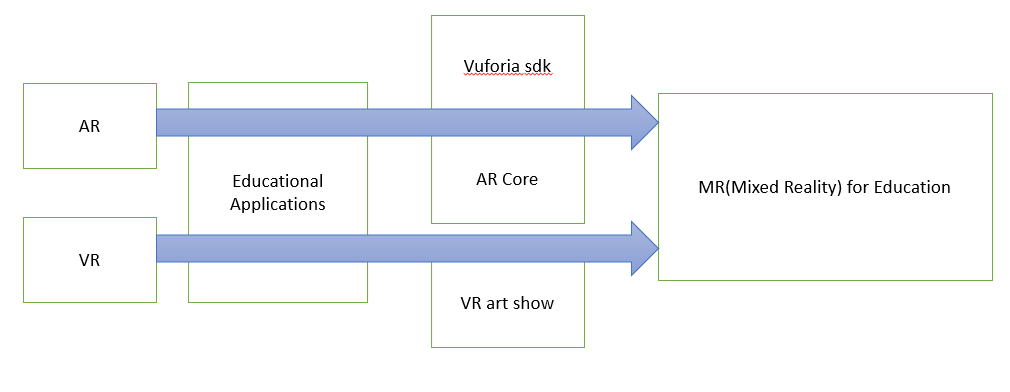 AR
VR
Educational
Applications
Vuforia sdk
AR Core
VR art show
MR(Mixed Reality) for Education